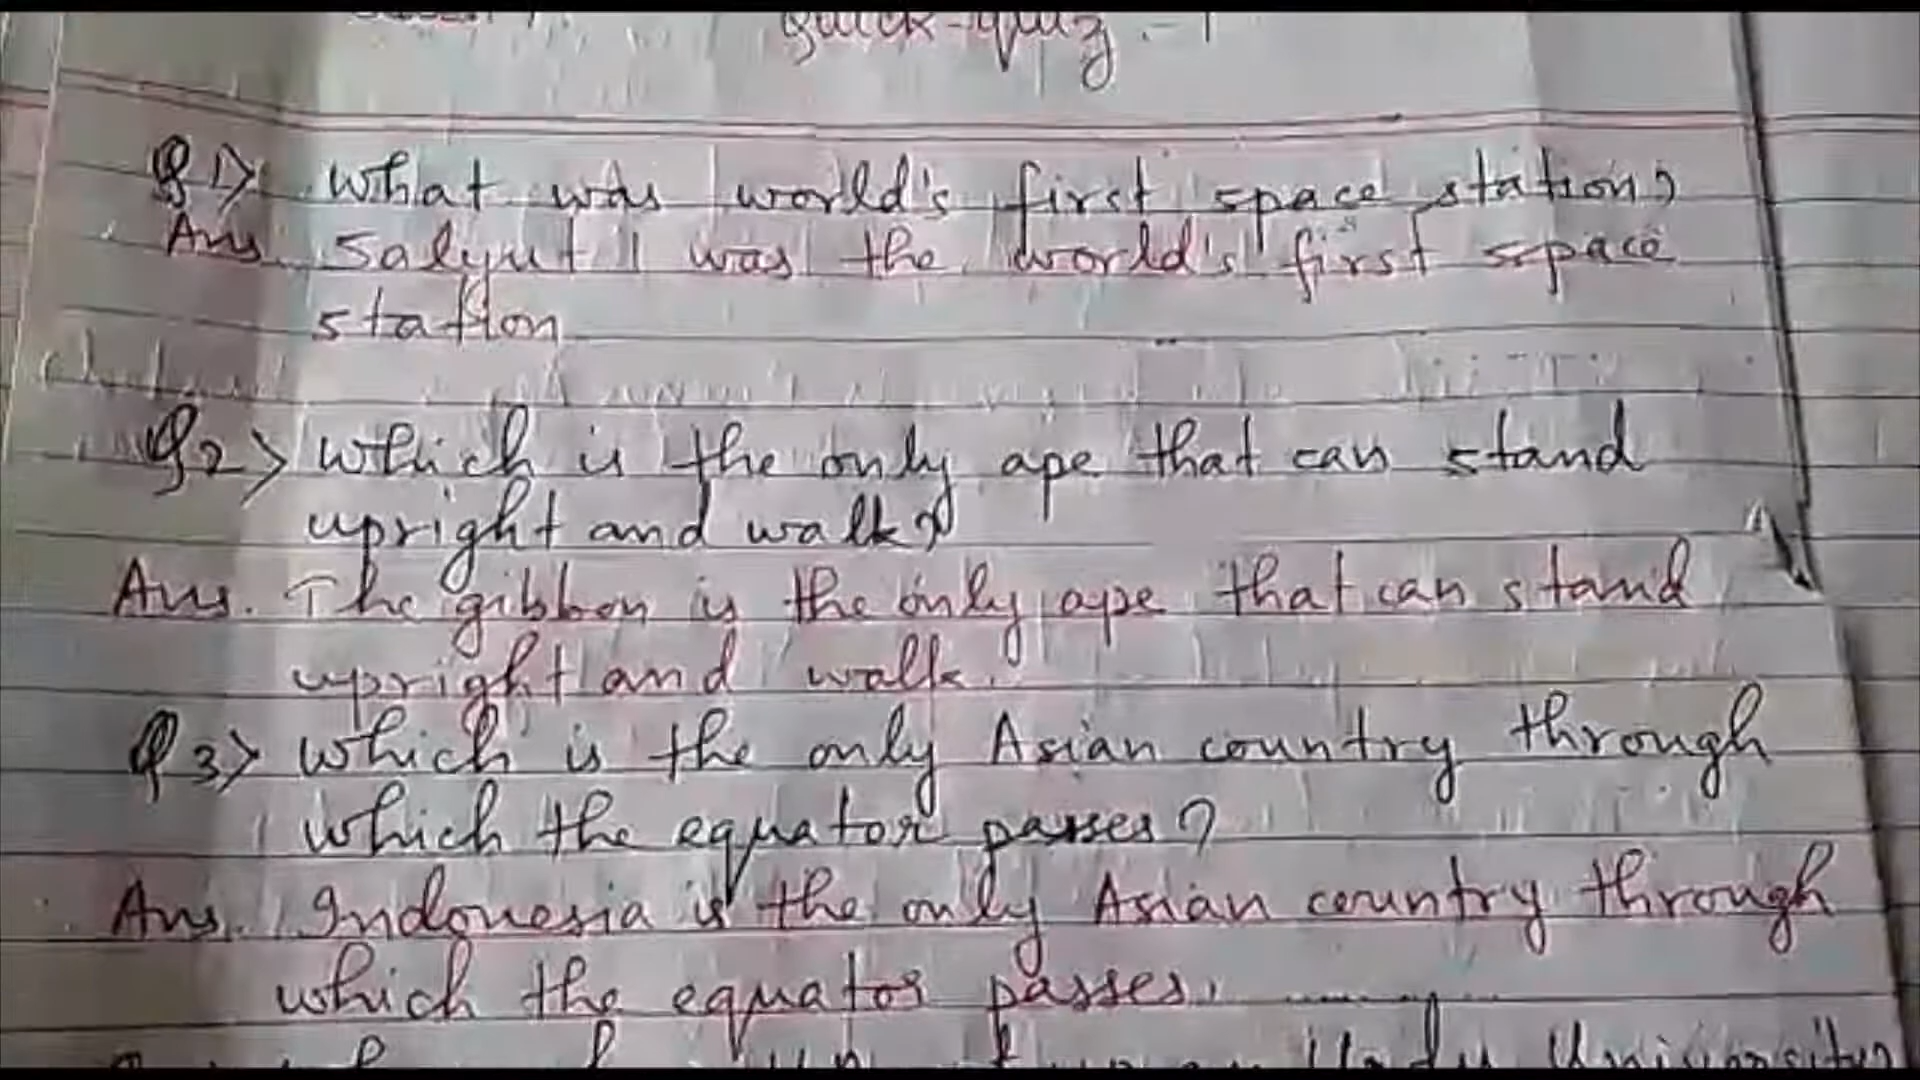 Quick-quiz - 1
Q1> What was world's first space station?
Ans. Salyut 1 was the world's first space
station
Q2> Which is the only ape that can stand
upright and walk?
Ans. The gibbon is the only ape that can stand
upright and walk.
Q3> Which is the only Asian country through
which the equator passes?
Ans. Indonesia is the only Asian country through
which the equator passes.
Urdu University